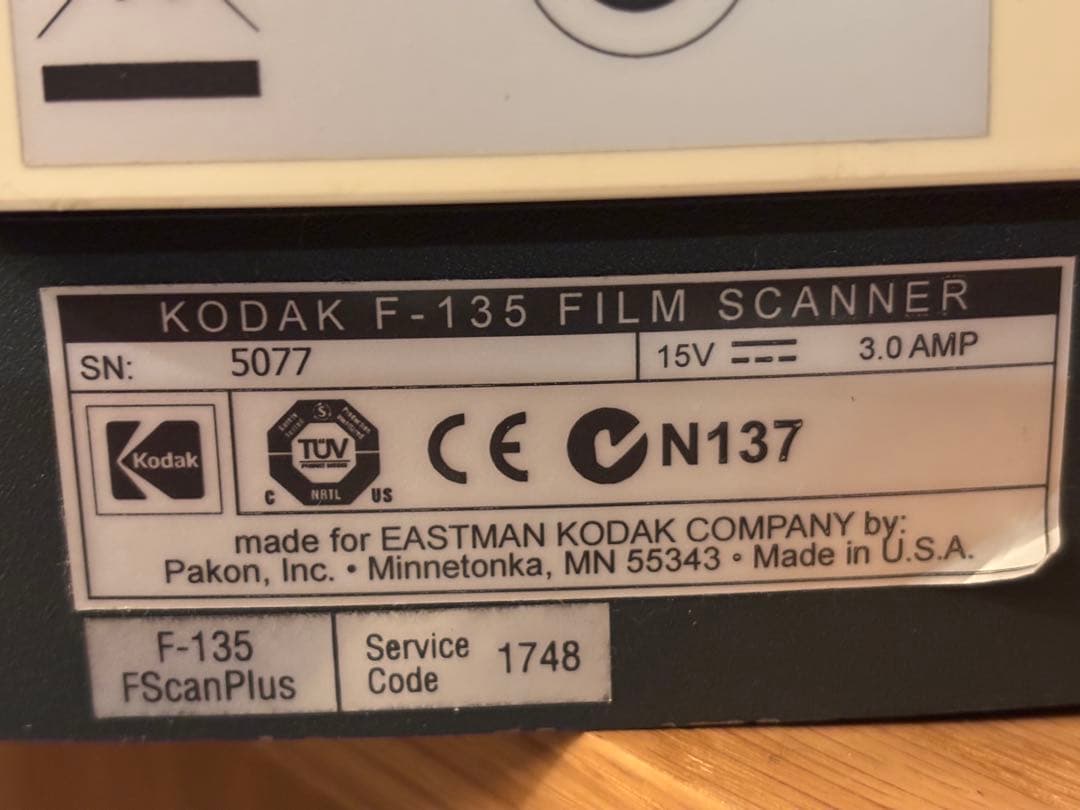 KODAK F-135 FILM SCANNER
SN: 5077 15V 3.0 AMP
Kodak
TÜV
C NRTL US
CE N137
made for EASTMAN KODAK COMPANY by:
Pakon, Inc. • Minnetonka, MN 55343 • Made in U.S.A.
F-135
FScanPlus
Service
Code 1748